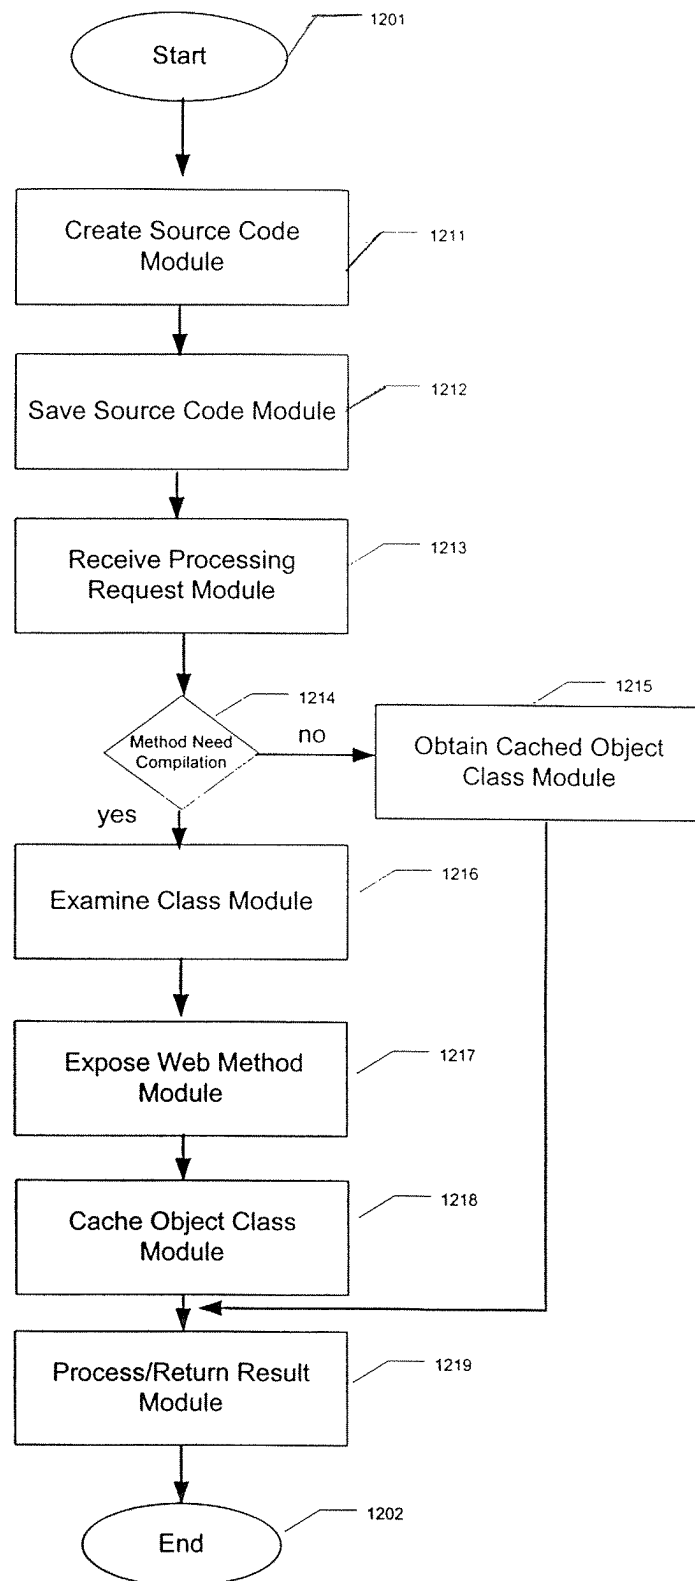 1201
Start
Create Source Code
Module
1211
Save Source Code Module
1212
Receive Processing
Request Module
1213
1214
Method Need
Compilation
no
yes
1215
Obtain Cached Object
Class Module
Examine Class Module
1216
Expose Web Method
Module
1217
Cache Object Class
Module
1218
Process/Return Result
Module
1219
End
1202